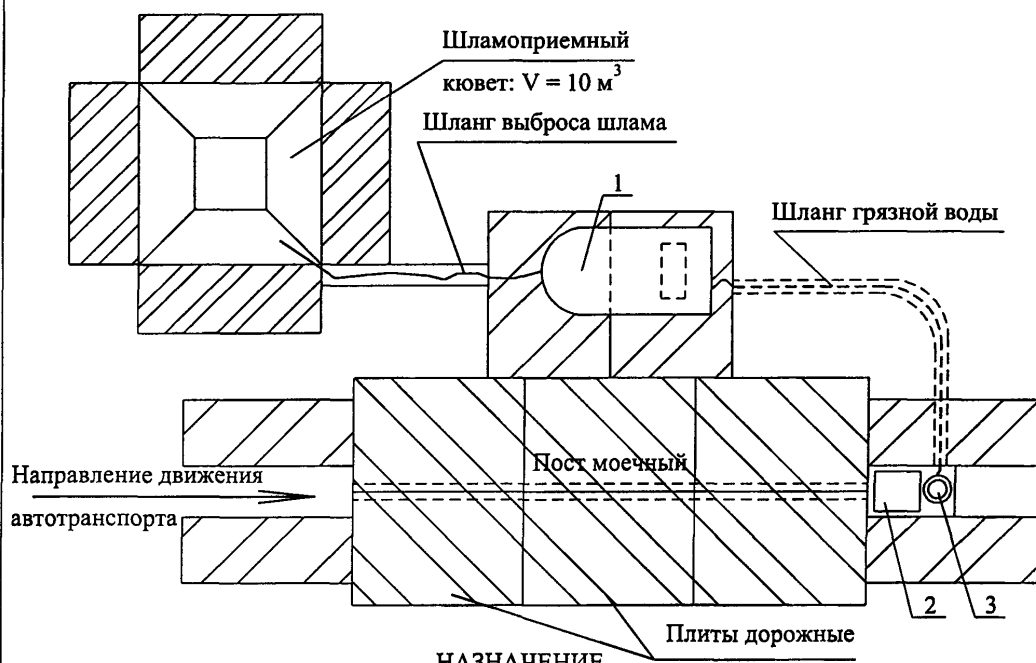 Шламоприемный
кювет: V = 10 м³
Шланг выброса шлама
1
Шланг грязной воды
Пост моечный
Направление движения
автотранспорта
2
3
Плиты дорожные
НАЗНАЧЕНИЕ